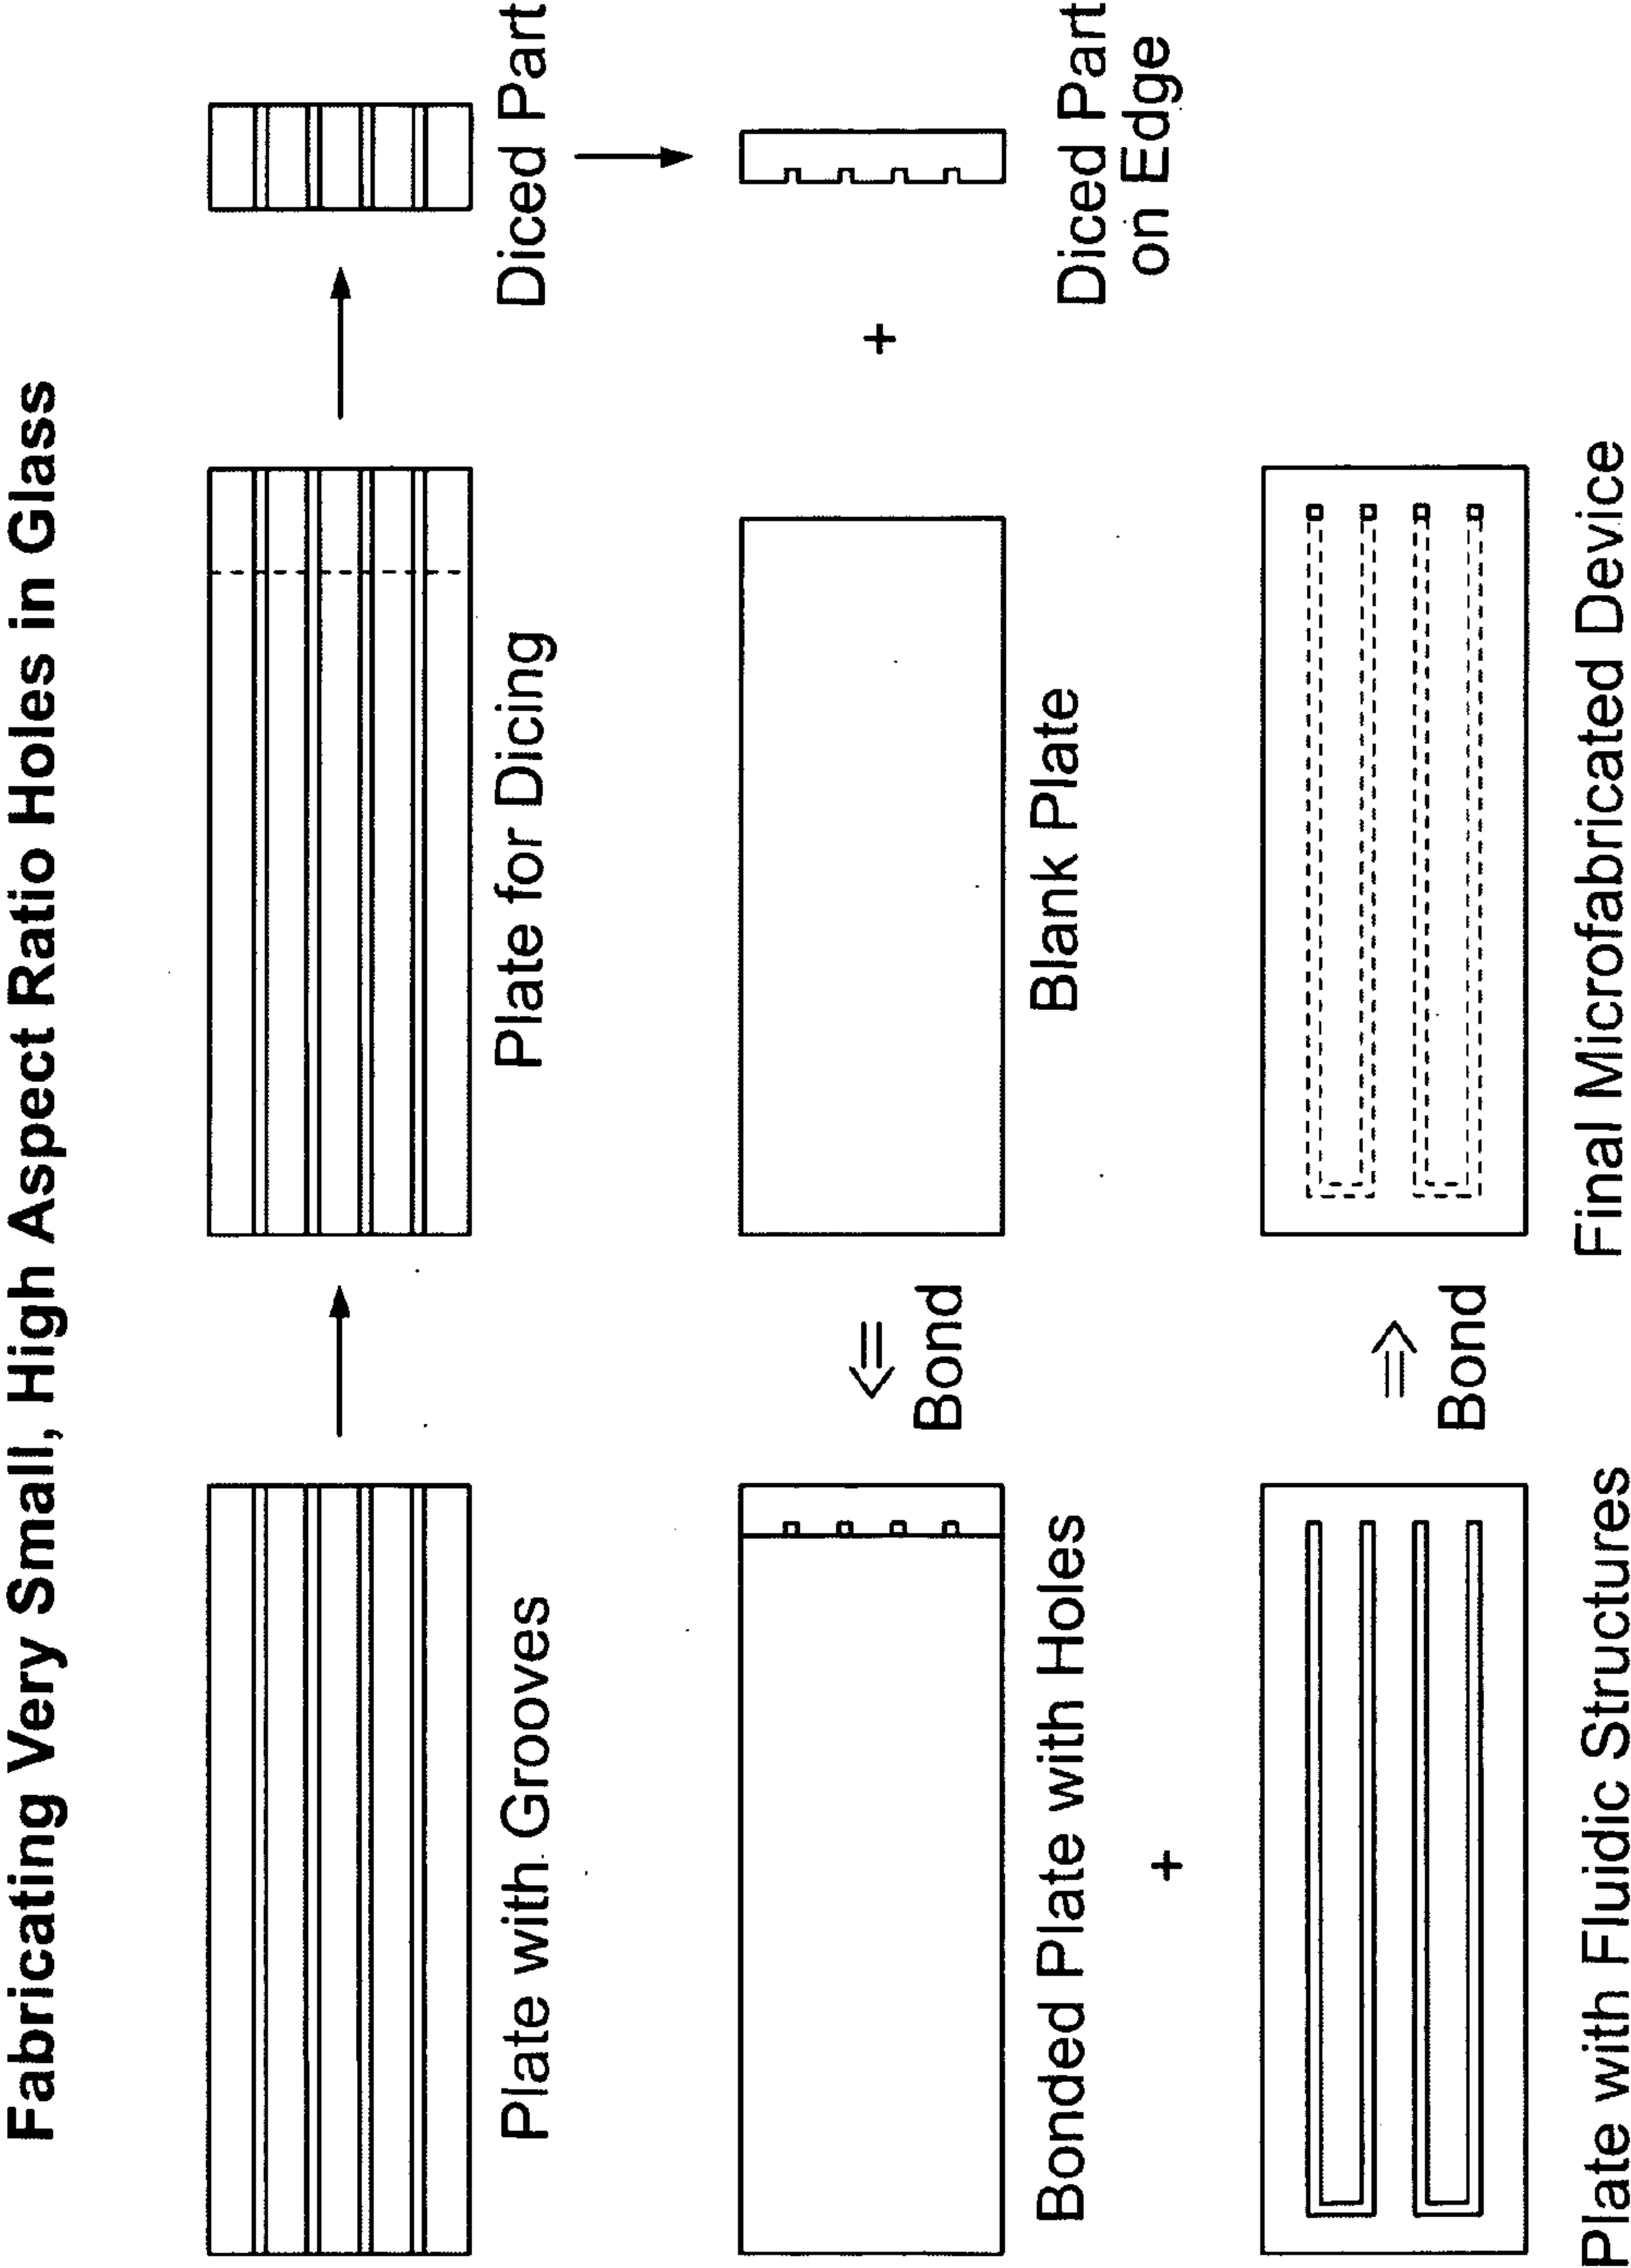 Fabricating Very Small, High Aspect Ratio Holes in Glass
Plate with Grooves
Plate for Dicing
Diced Part
Bonded Plate with Holes
Bond
Blank Plate
+
Diced Part
on Edge
+
Plate with Fluidic Structures
Bond
Final Microfabricated Device